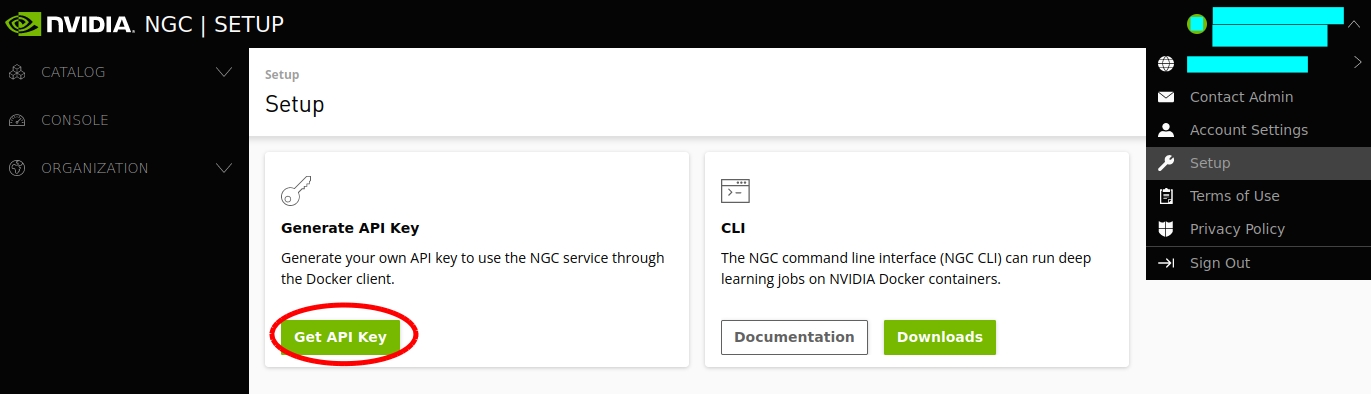 NVIDIA. NGC | SETUP
CATALOG
CONSOLE
ORGANIZATION
Setup
Setup
Generate API Key
Generate your own API key to use the NGC service through
the Docker client.
Get API Key
CLI
The NGC command line interface (NGC CLI) can run deep
learning jobs on NVIDIA Docker containers.
Documentation
Downloads
Contact Admin
Account Settings
Setup
Terms of Use
Privacy Policy
Sign Out